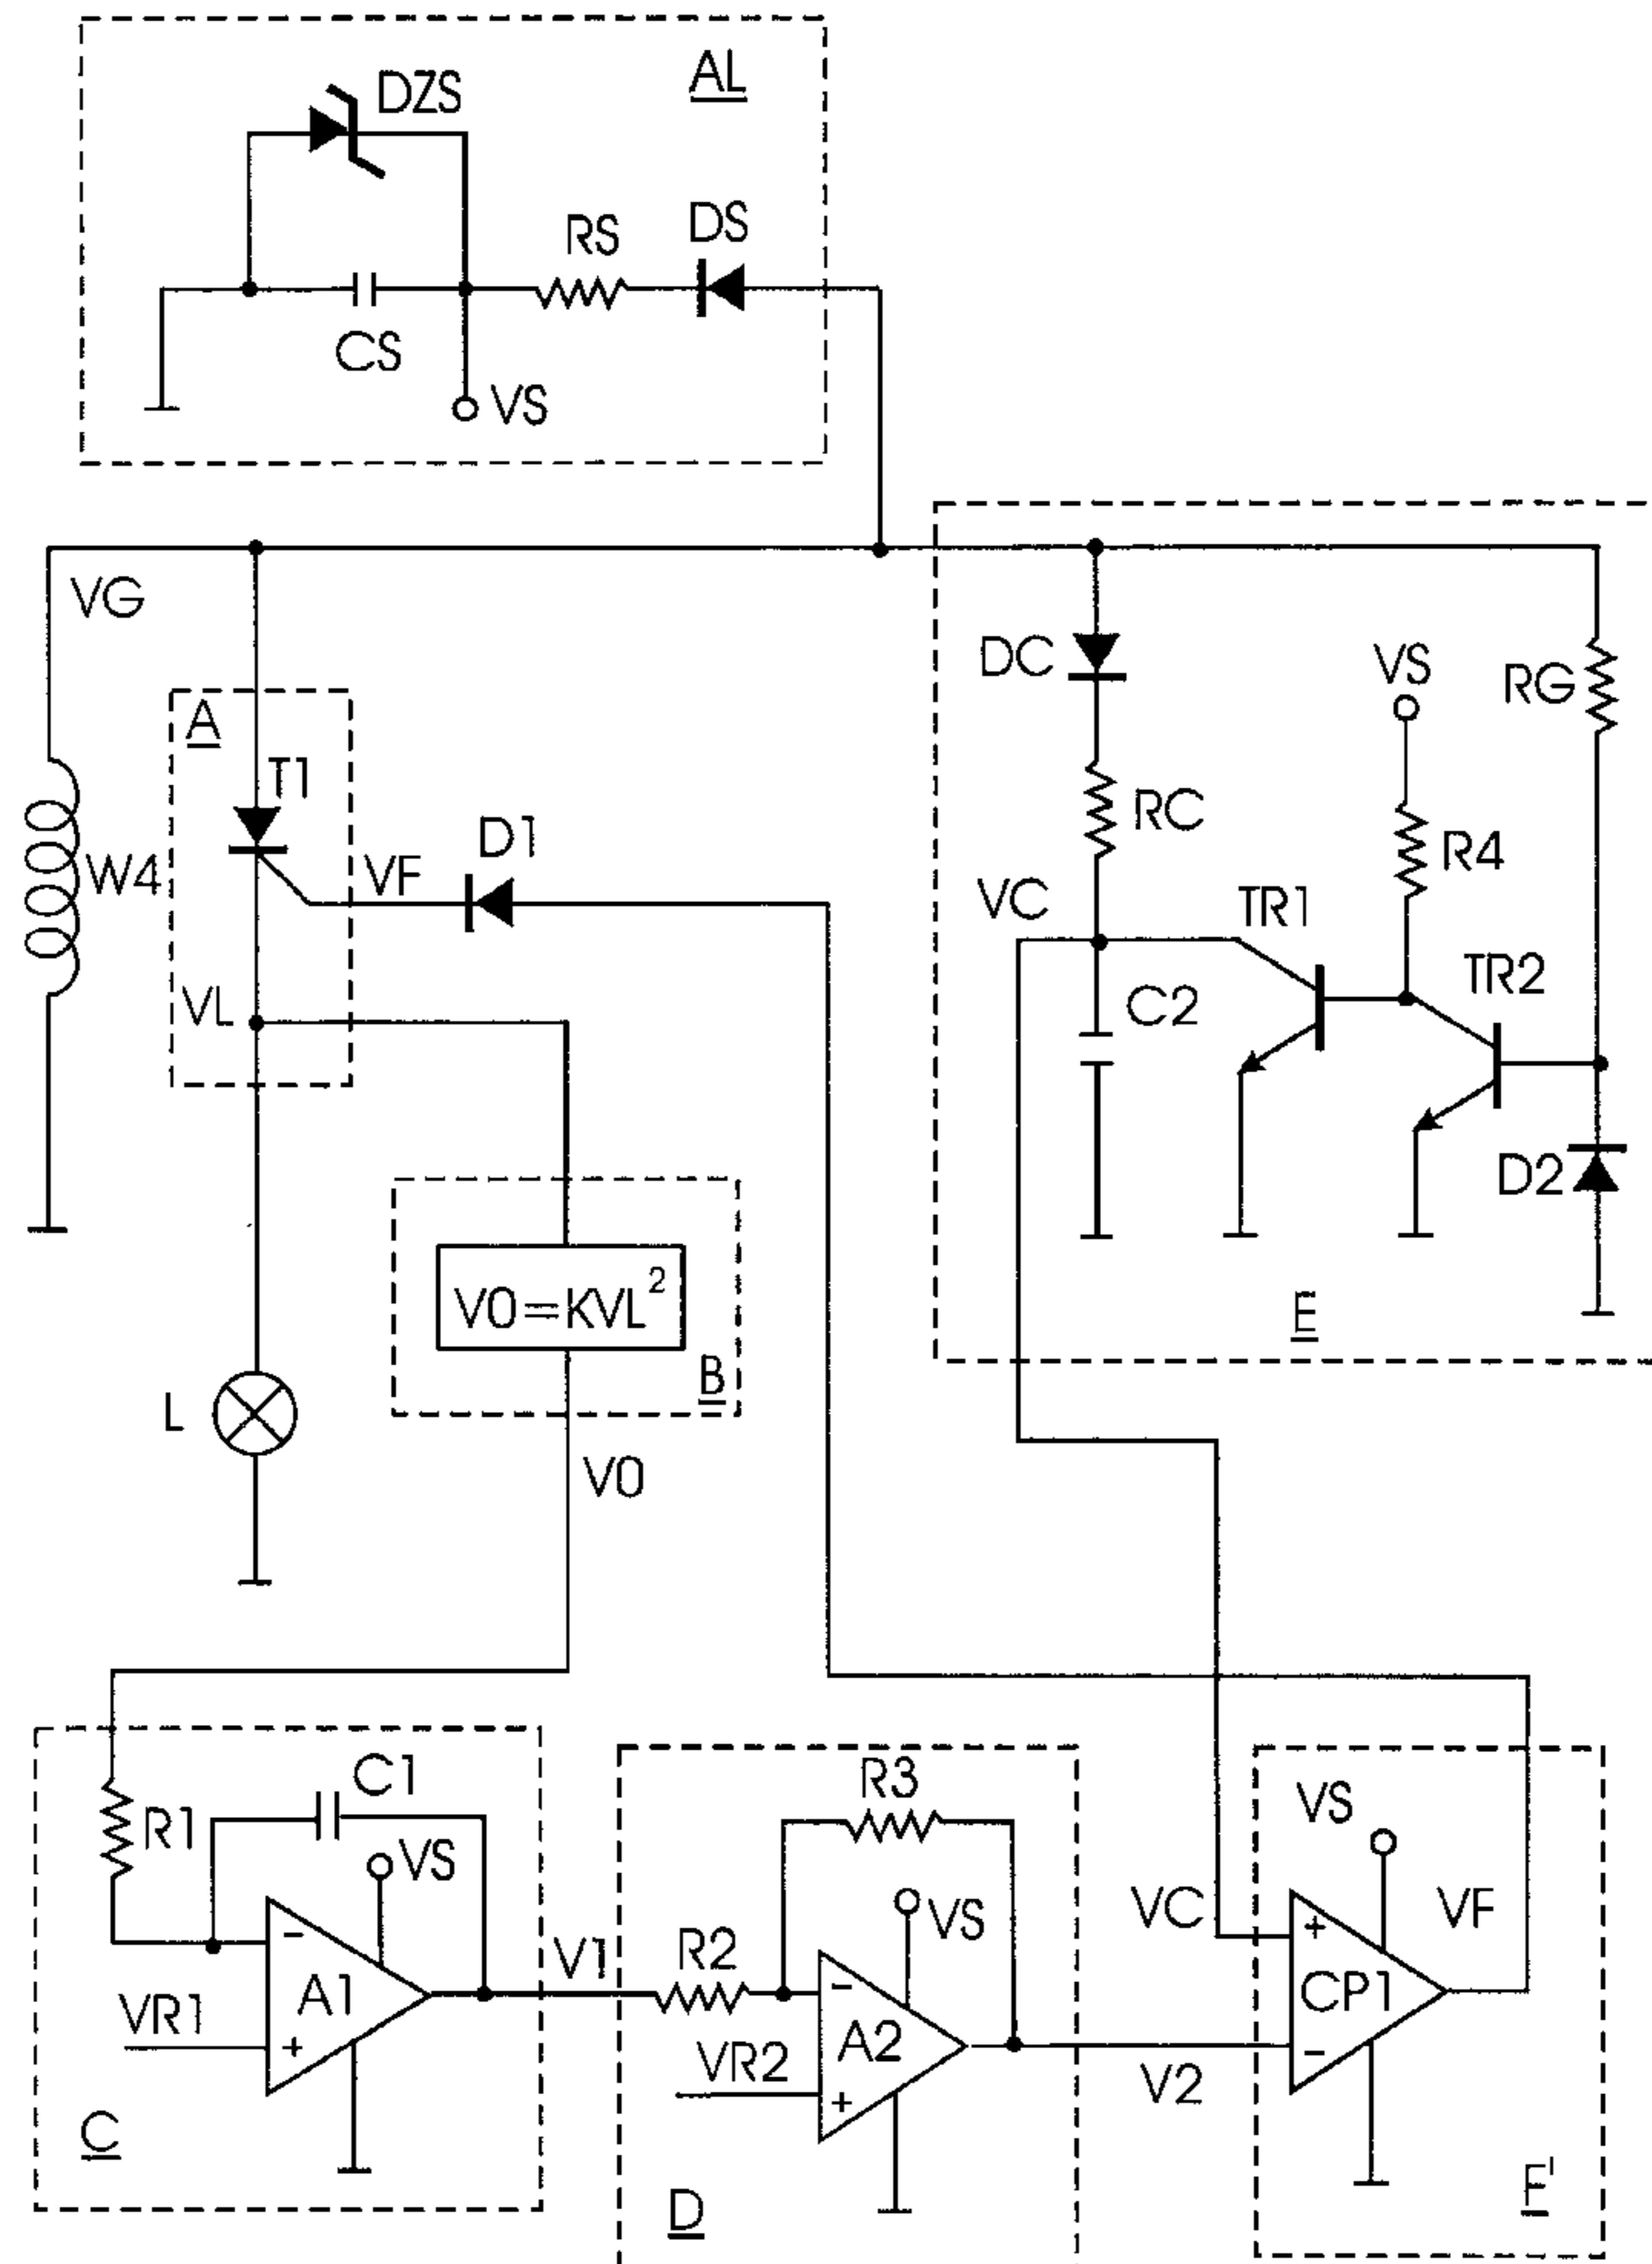 AL
DZS
RS
DS
CS
VS
VG
A
T1
W4
VF
D1
VL
DC
RC
VC
C2
VS
R4
RG
TR1
TR2
D2
E
V0=KVL²
B
L
V0
C1
R1
VS
A1
-
+
VR1
V1
C
R3
R2
VS
A2
-
+
VR2
V2
D
VS
VC
VF
CP1
+
-
F